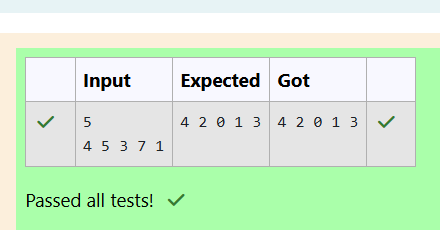 Input Expected Got
5 4 2 0 1 3 4 2 0 1 3
4 5 3 7 1
Passed all tests!